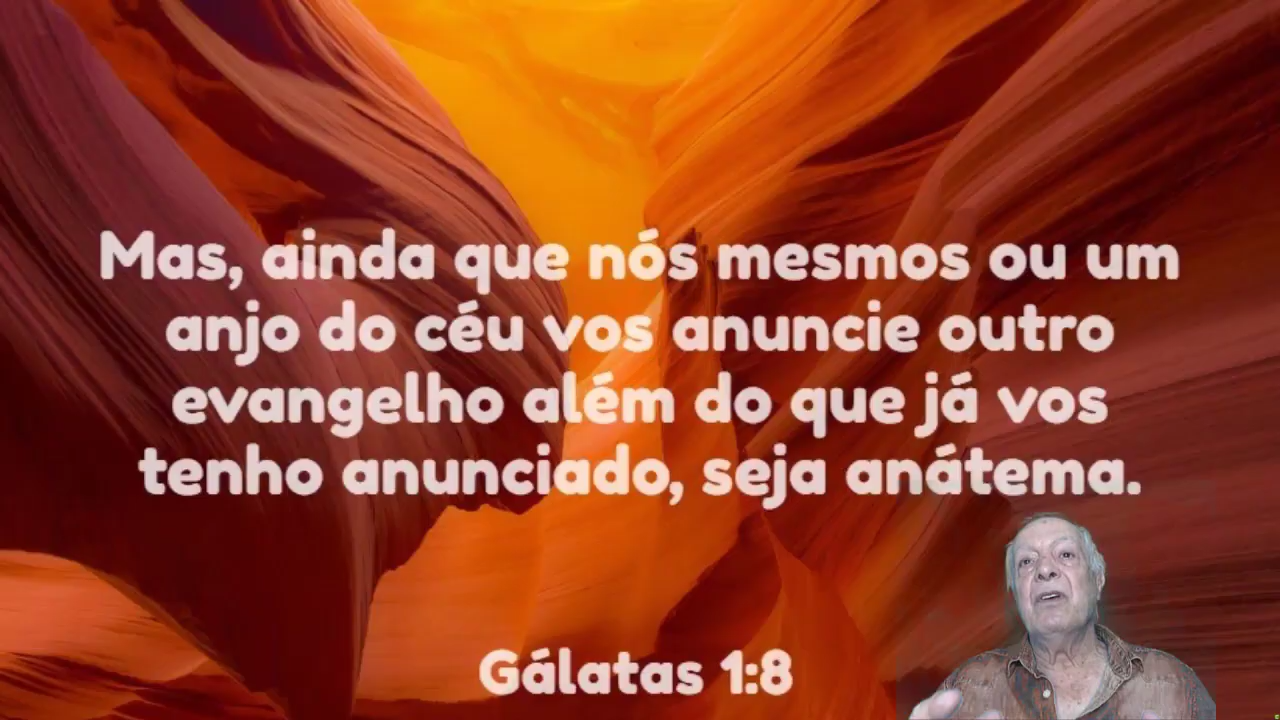 Mas, ainda que nós mesmos ou um
anjo do céu vos anuncie outro
evangelho além do que já vos
tenho anunciado, seja anátema.
Gálatas 1:8